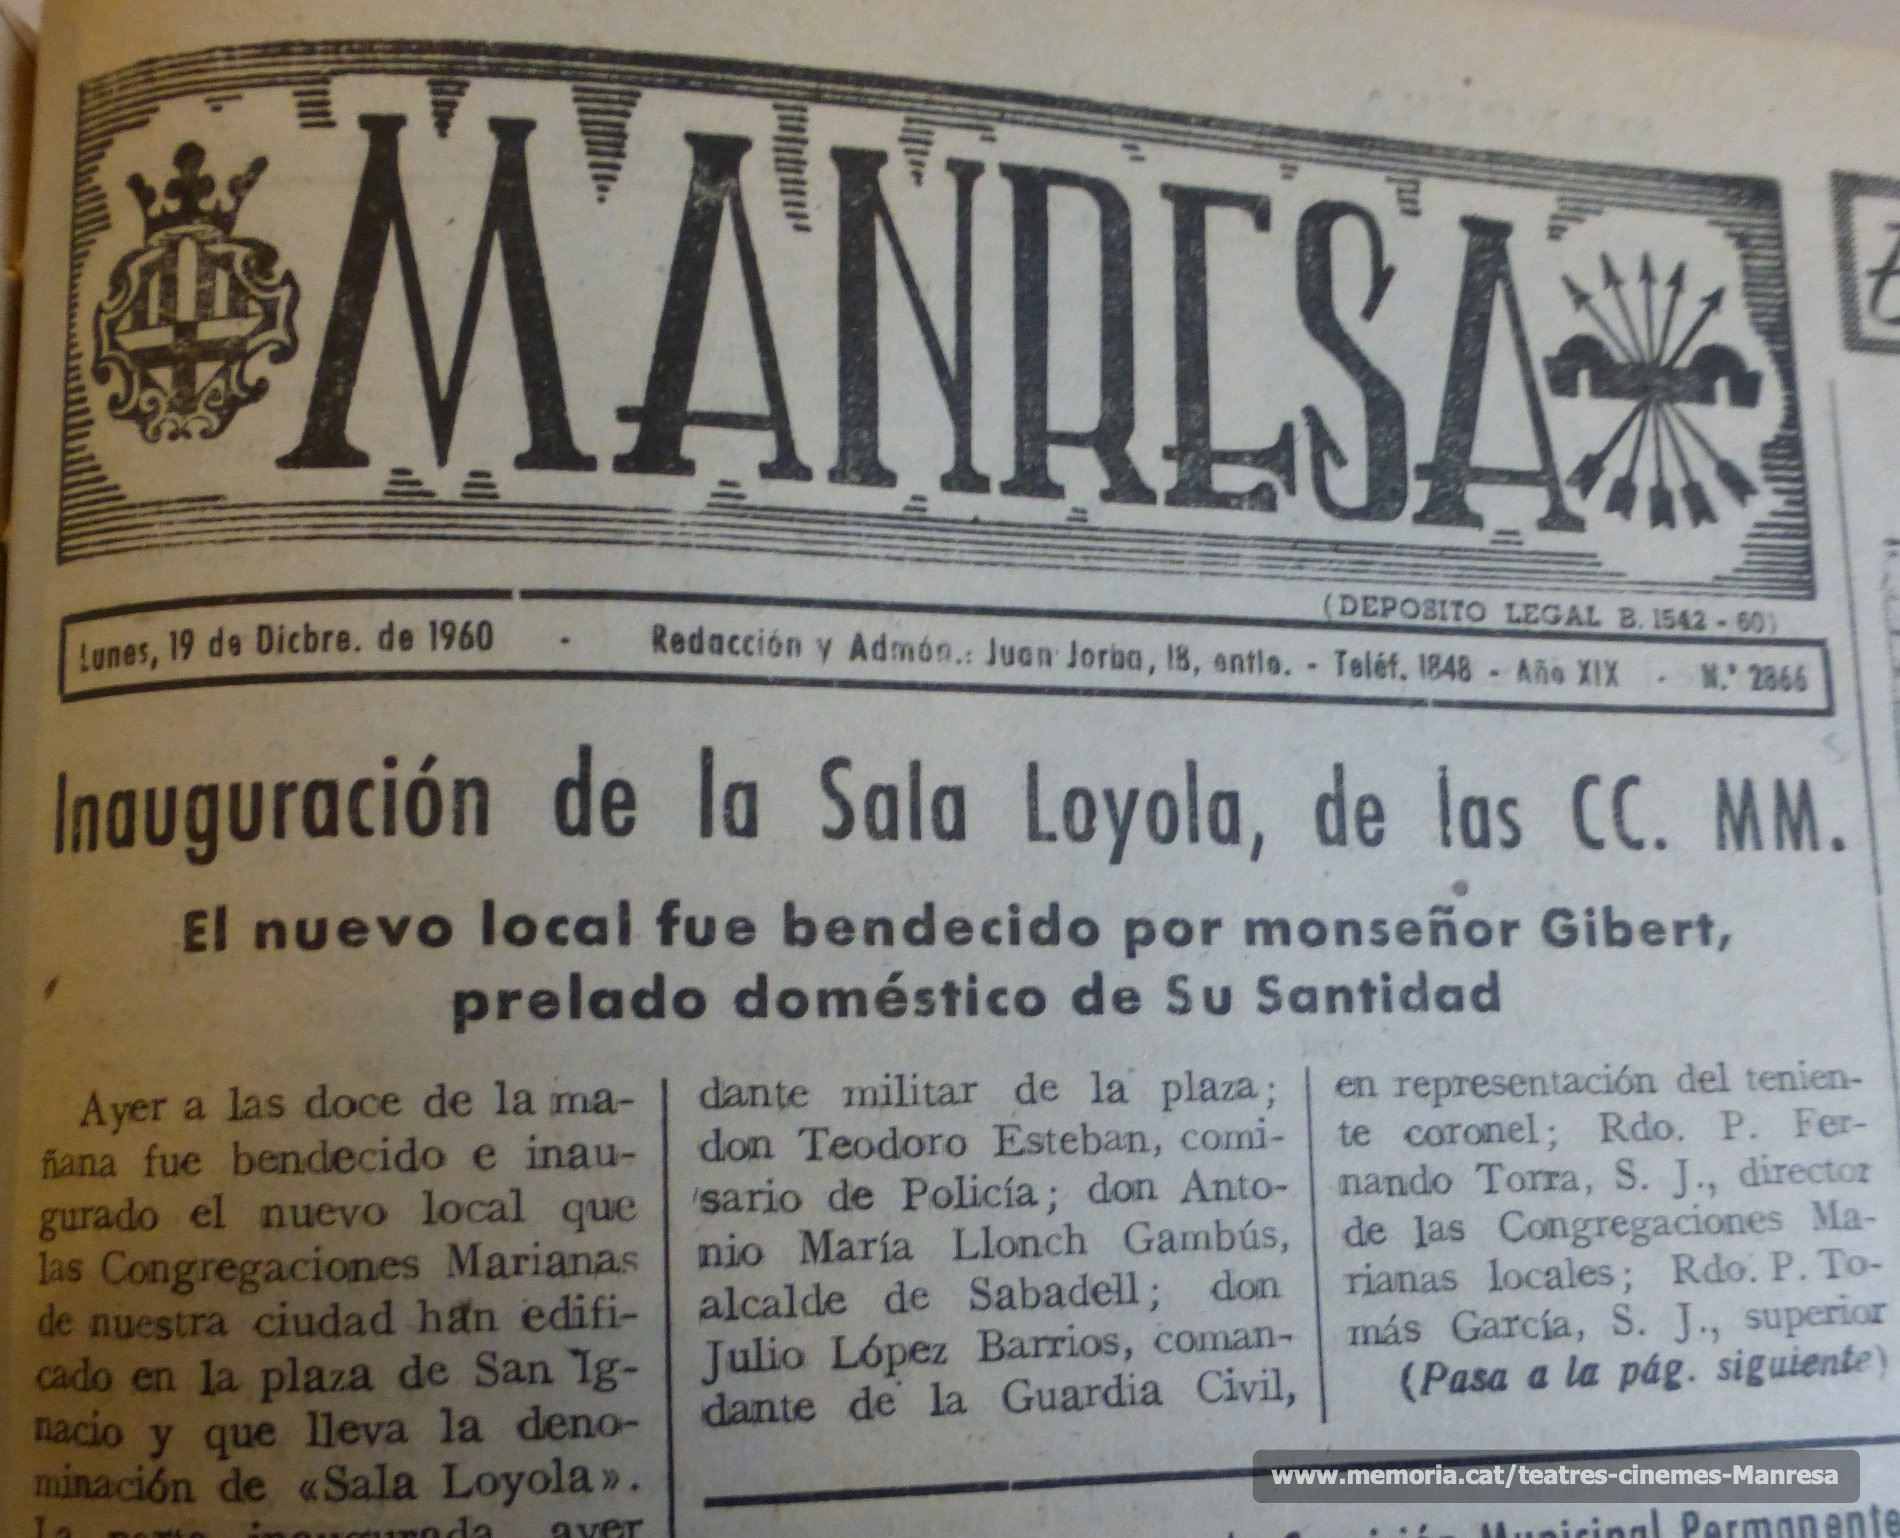 MANRESA
(DEPOSITO LEGAL B. 1542 - 60)
Lunes, 19 de Dicbre. de 1960 - Redacción y Admón.: Juan Jorba, 18, entlo. - Teléf. 1848 - Año XIX - N.° 2866
Inauguración de la Sala Loyola, de las CC. MM.
El nuevo local fue bendecido por monseñor Gibert,
prelado doméstico de Su Santidad
Ayer a las doce de la ma-
ñana fue bendecido e inau-
gurado el nuevo local que
las Congregaciones Marianas
de nuestra ciudad han edifi-
cado en la plaza de San Ig-
nacio y que lleva la deno-
minación de «Sala Loyola».
La parte inaugurada ayer
dante militar de la plaza;
don Teodoro Esteban, comi-
sario de Policía; don Anto-
nio María Llonch Gambús,
alcalde de Sabadell; don
Julio López Barrios, coman-
dante de la Guardia Civil,
en representación del tenien-
te coronel; Rdo. P. Fer-
nando Torra, S. J., director
de las Congregaciones Ma-
rianas locales; Rdo. P. To-
más García, S. J., superior
(Pasa a la pág. siguiente)
Municipal Permanente
www.memoria.cat/teatres-cinemes-Manresa